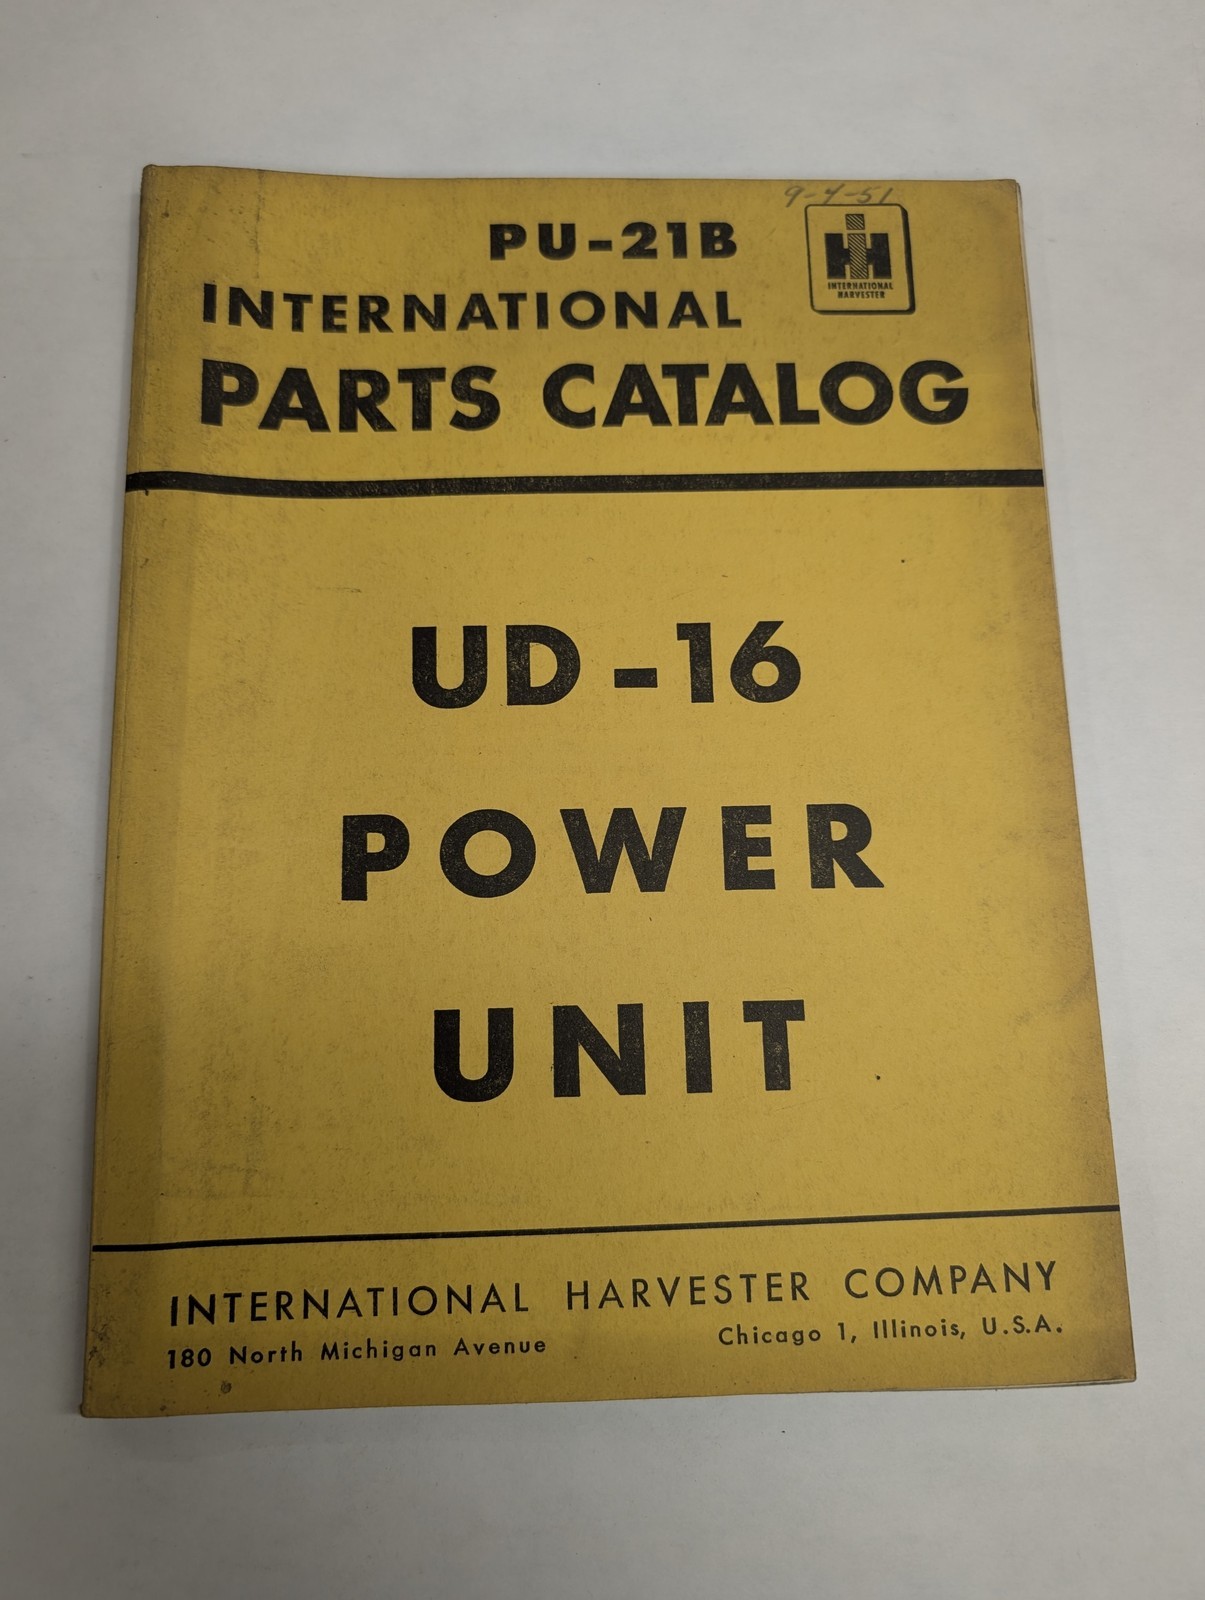 9-4-51
PU-21B
IH
INTERNATIONAL
HARVESTER
INTERNATIONAL
PARTS CATALOG
UD-16
POWER
UNIT
INTERNATIONAL HARVESTER COMPANY
180 North Michigan Avenue Chicago 1, Illinois, U.S.A.